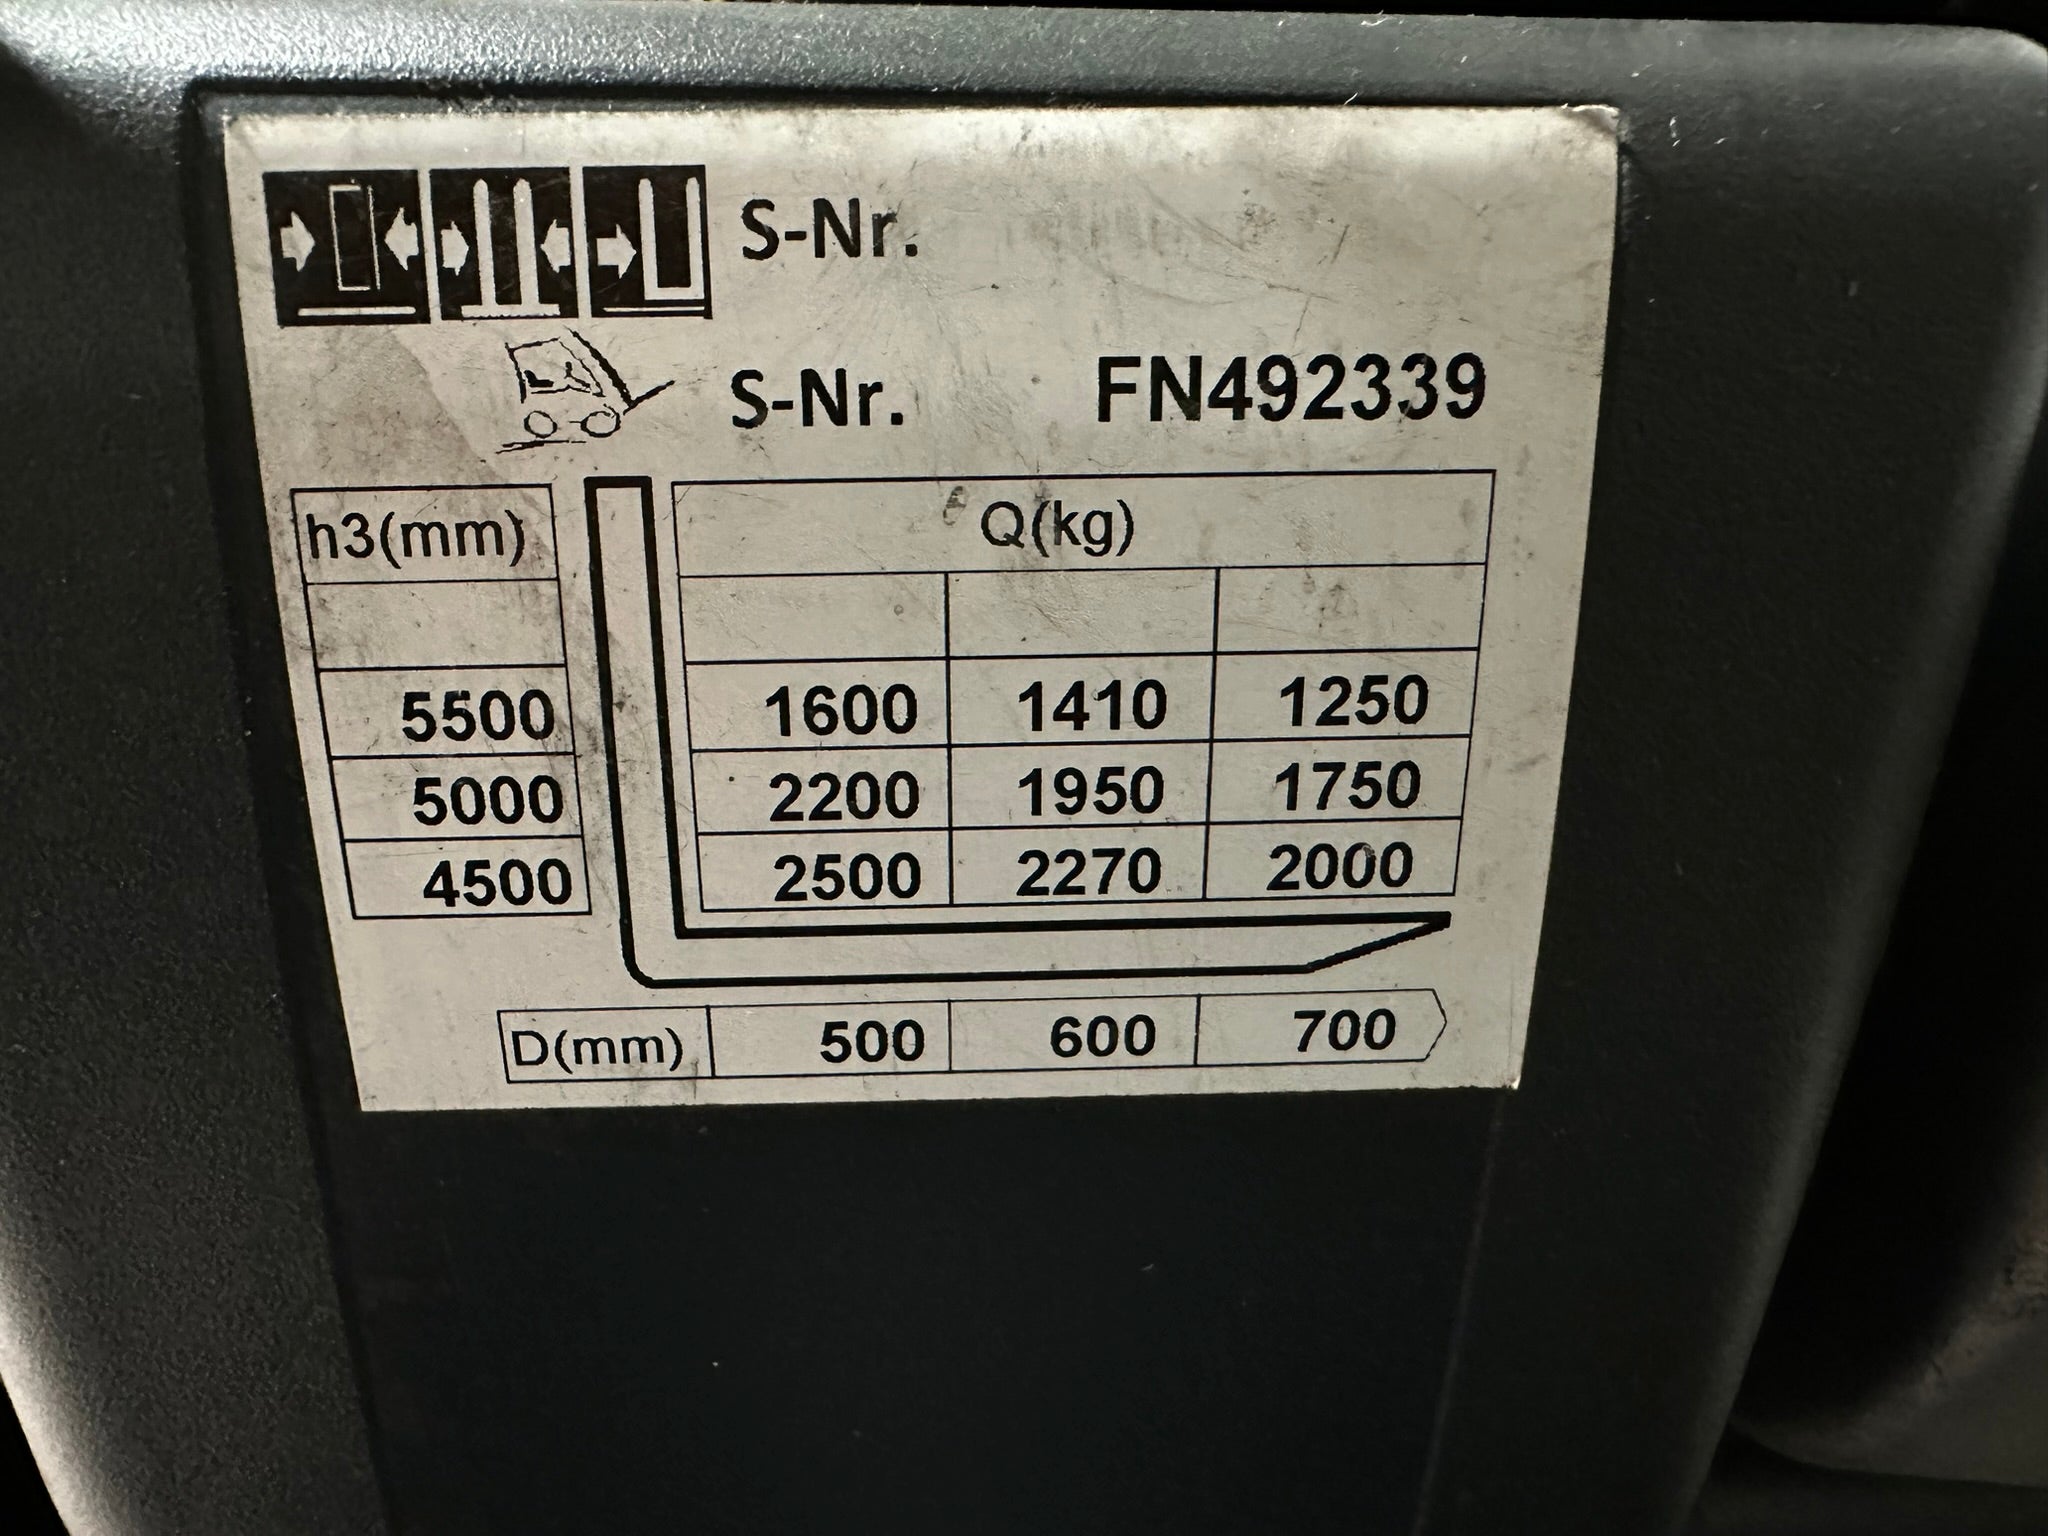 S-Nr.
S-Nr. FN492339
h3(mm) Q(kg)
5500 1600 1410 1250
5000 2200 1950 1750
4500 2500 2270 2000
D(mm) 500 600 700